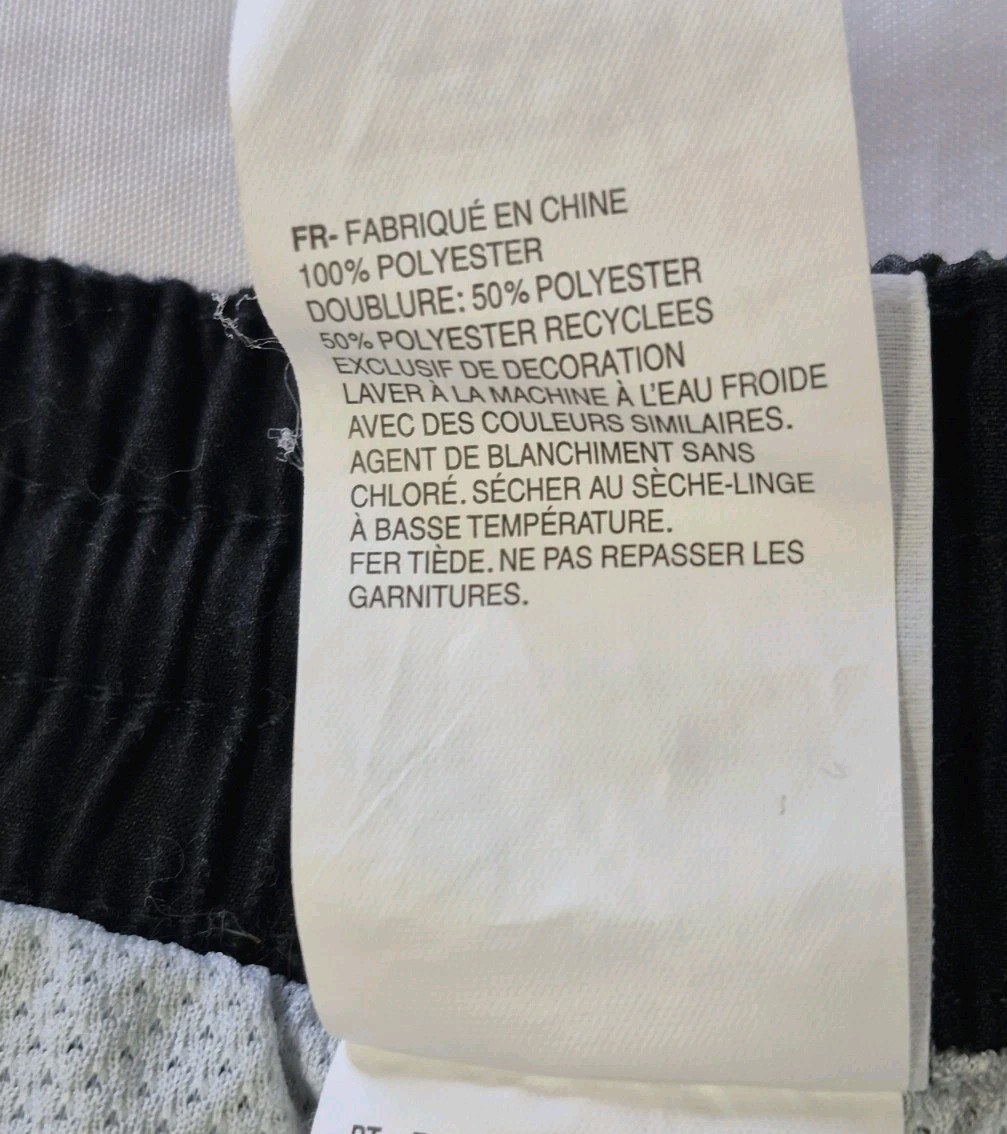 FR- FABRIQUÉ EN CHINE
100% POLYESTER
DOUBLURE: 50% POLYESTER
50% POLYESTER RECYCLEES
EXCLUSIF DE DECORATION
LAVER À LA MACHINE À L'EAU FROIDE
AVEC DES COULEURS SIMILAIRES.
AGENT DE BLANCHIMENT SANS
CHLORÉ. SÉCHER AU SÈCHE-LINGE
À BASSE TEMPÉRATURE.
FER TIÈDE. NE PAS REPASSER LES
GARNITURES.